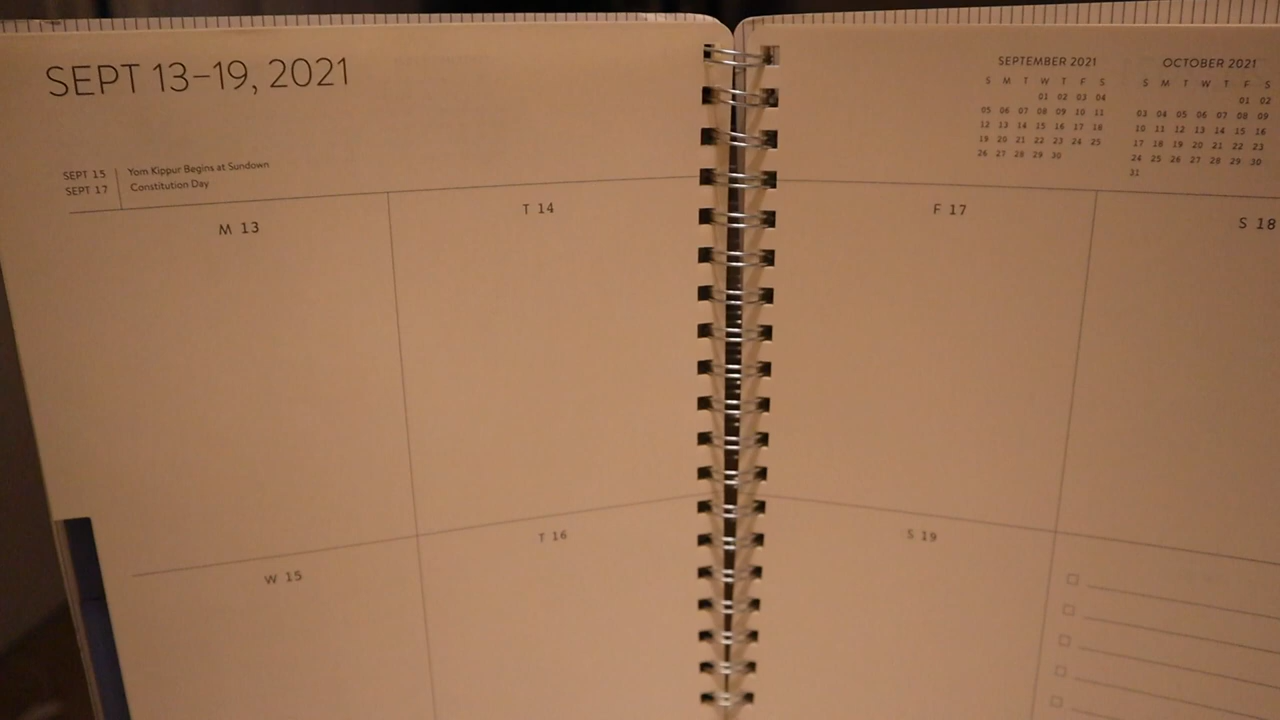 SEPT 13–19, 2021
SEPT 15 Yom Kippur Begins at Sundown
SEPT 17 Constitution Day
M 13
T 14
W 15
T 16
SEPTEMBER 2021
S M T W T F S
01 02 03 04
05 06 07 08 09 10 11
12 13 14 15 16 17 18
19 20 21 22 23 24 25
26 27 28 29 30
OCTOBER 2021
S M T W T F S
01 02
03 04 05 06 07 08 09
10 11 12 13 14 15 16
17 18 19 20 21 22 23
24 25 26 27 28 29 30
31
F 17
S 18
S 19